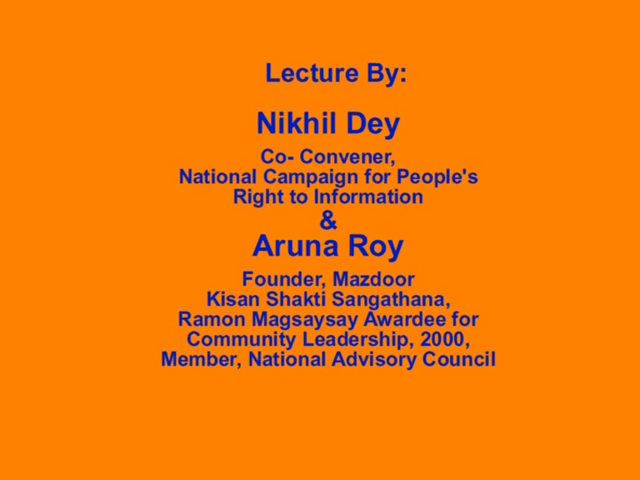 Lecture By:
Nikhil Dey
Co- Convener,
National Campaign for People's
Right to Information
&
Aruna Roy
Founder, Mazdoor
Kisan Shakti Sangathana,
Ramon Magsaysay Awardee for
Community Leadership, 2000,
Member, National Advisory Council